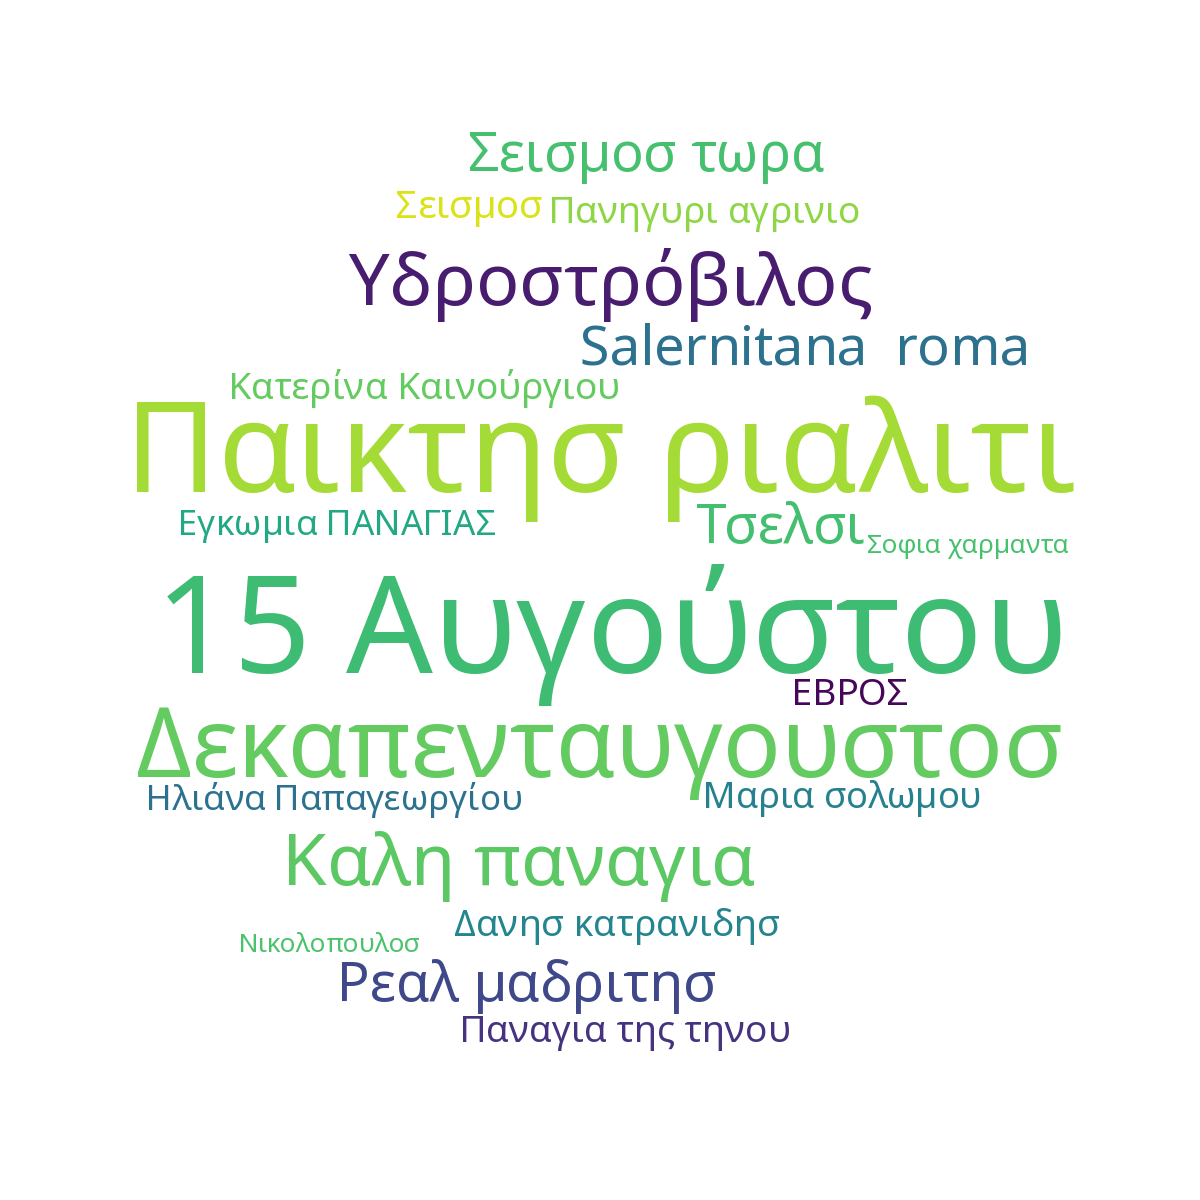 Σεισμοσ τωρα
Σεισμοσ Πανηγυρι αγρινιο
Υδροστρόβιλος
Salernitana roma
Κατερίνα Καινούργιου
Παικτησ ριαλιτι
Εγκωμια ΠΑΝΑΓΙΑΣ
Τσελσι
Σοφια χαρμαντα
15 Αυγούστου
ΕΒΡΟΣ
Δεκαπενταυγουστοσ
Ηλιάνα Παπαγεωργίου
Μαρια σολωμου
Καλη παναγια
Δανησ κατρανιδησ
Νικολοπουλοσ
Ρεαλ μαδριτησ
Παναγια της τηνου